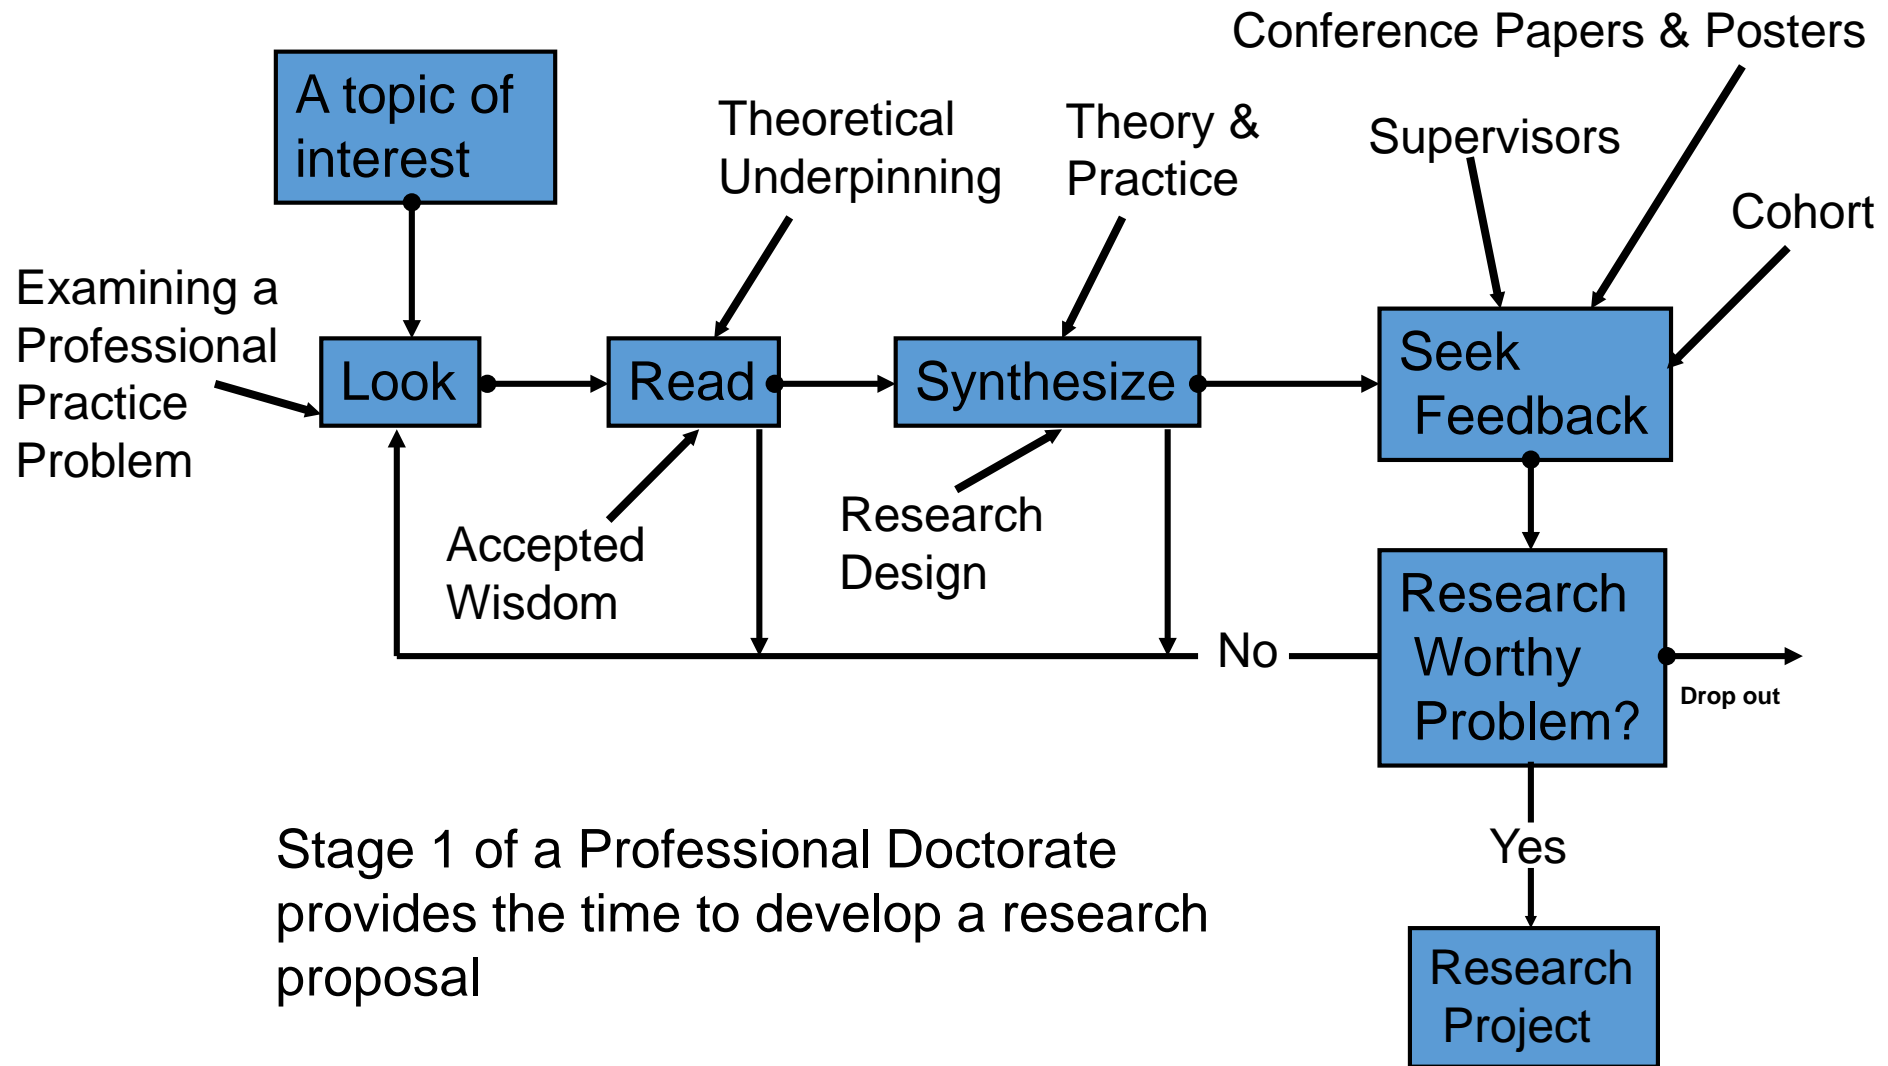 Conference Papers & Posters
A topic of
interest
Theoretical
Underpinning
Theory &
Practice
Supervisors
Cohort
Examining a
Professional
Practice
Problem
Look
Read
Synthesize
Seek
Feedback
Accepted
Wisdom
Research
Design
No
Research
Worthy
Problem?
Drop out
Yes
Stage 1 of a Professional Doctorate
provides the time to develop a research
proposal
Research
Project